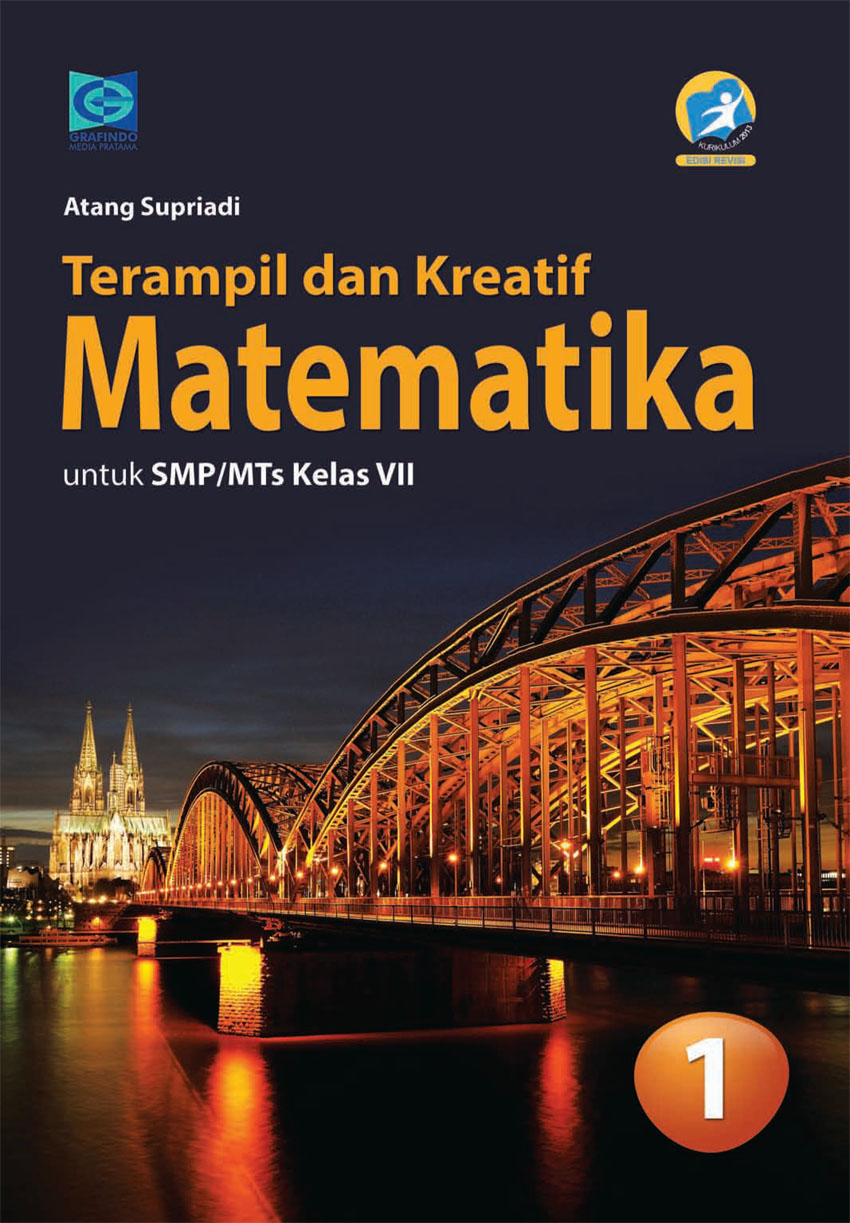 GRAFINDO
MEDIA PRATAMA
KURIKULUM 2013
EDISI REVISI
Atang Supriadi
Terampil dan Kreatif
Matematika
untuk SMP/MTs Kelas VII
1